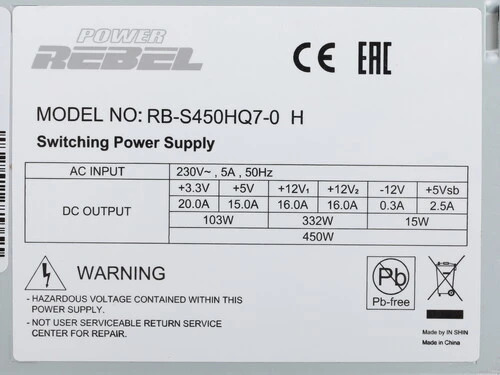 POWER
REBEL
CE EAC
MODEL NO: RB-S450HQ7-0 H
Switching Power Supply
AC INPUT 230V~ , 5A , 50Hz
DC OUTPUT +3.3V +5V +12V₁ +12V₂ -12V +5Vsb
20.0A 15.0A 16.0A 16.0A 0.3A 2.5A
103W 332W 15W
450W
WARNING
- HAZARDOUS VOLTAGE CONTAINED WITHIN THIS
POWER SUPPLY.
- NOT USER SERVICEABLE RETURN SERVICE
CENTER FOR REPAIR.
Pb
Pb-free
Made by IN SHIN
Made in China